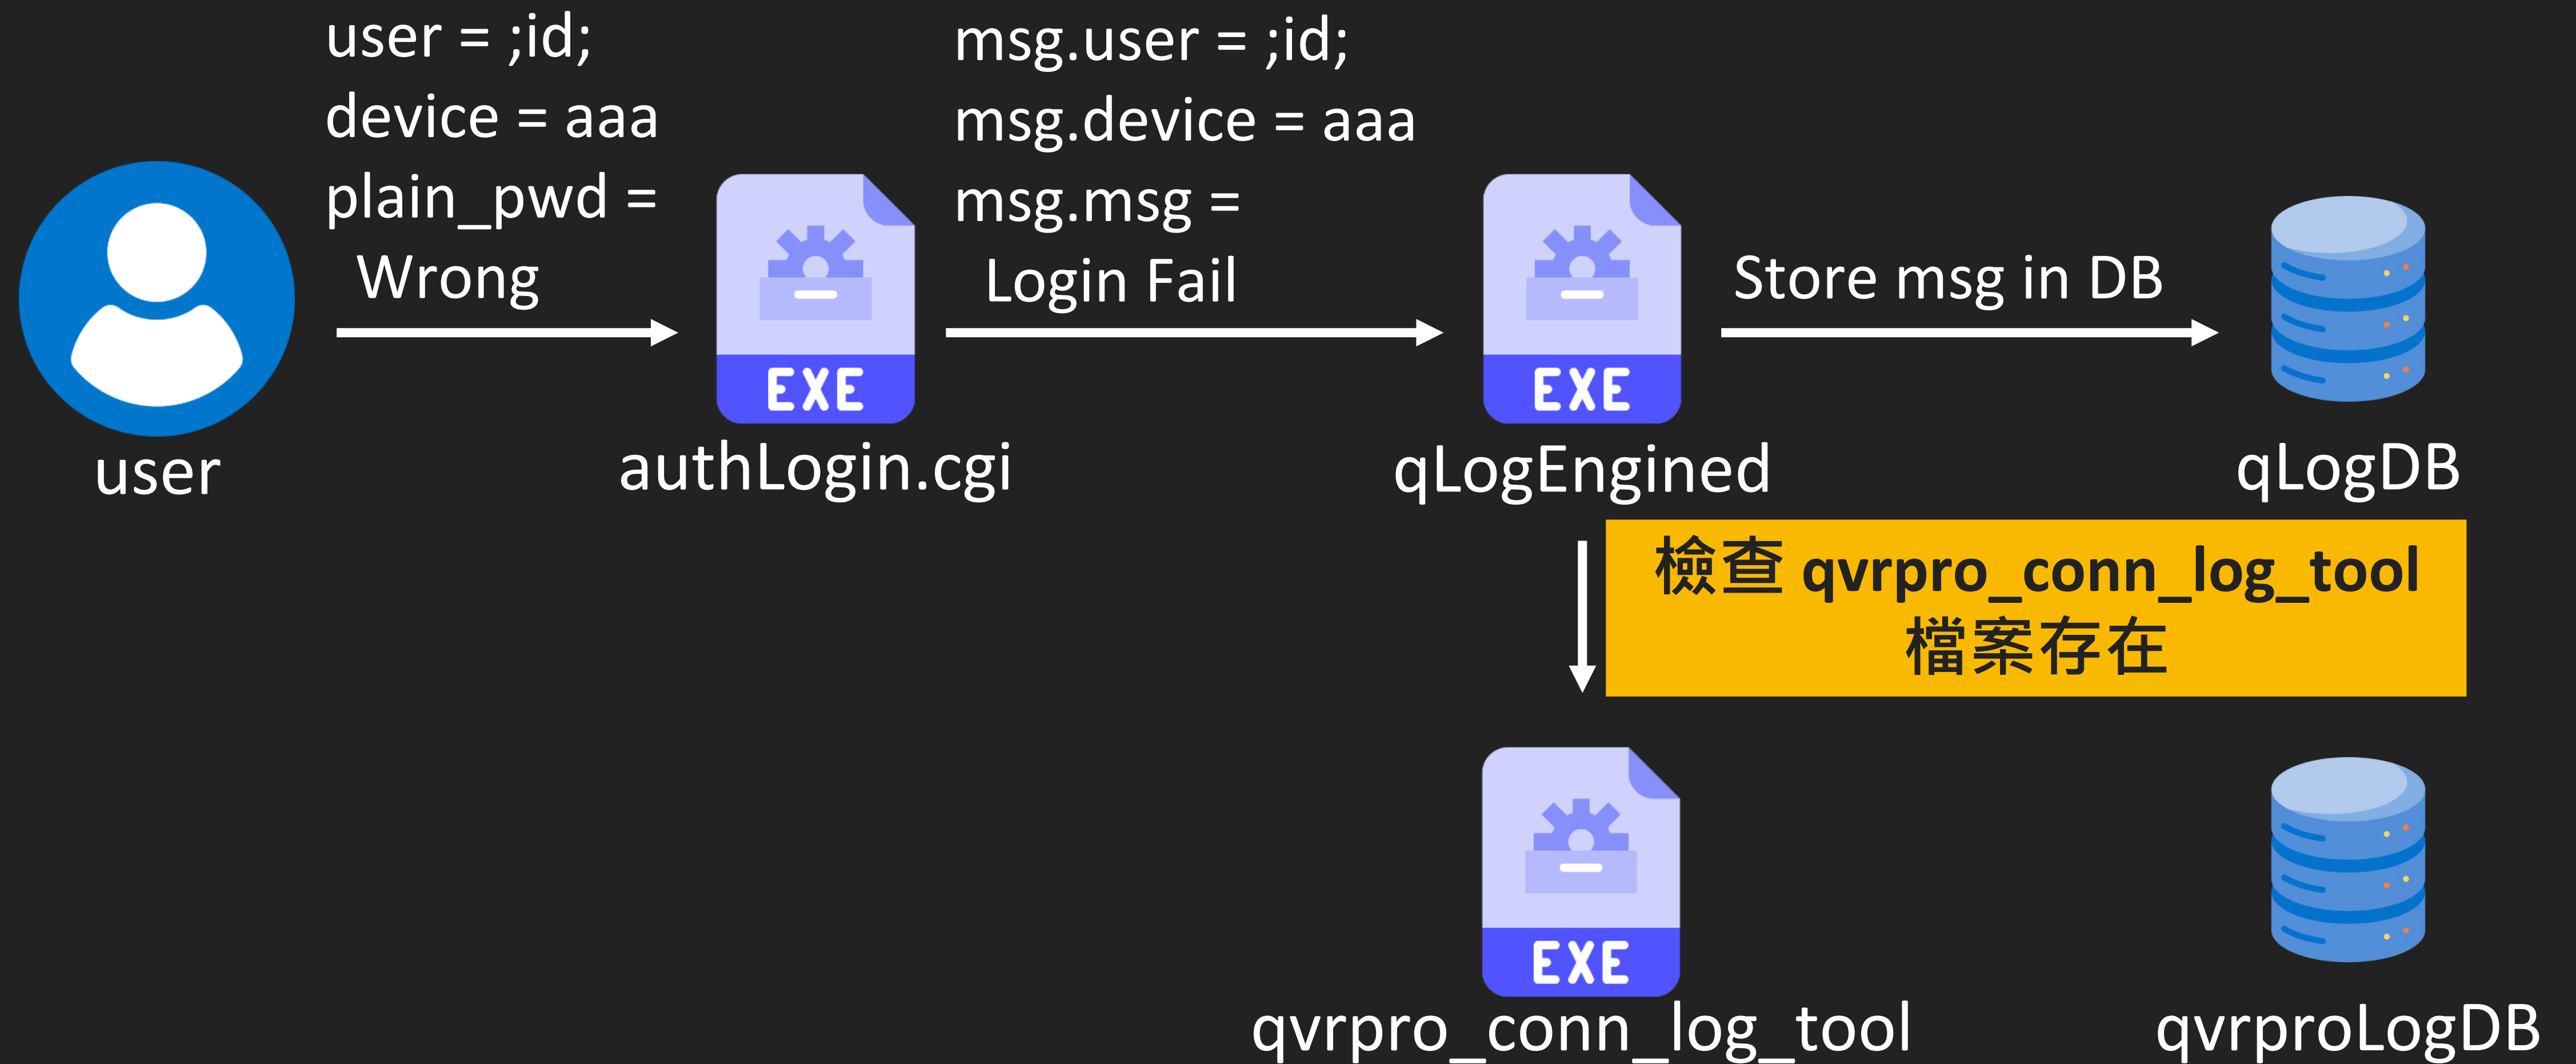 user = ;id;
device = aaa
plain_pwd =
Wrong
msg.user = ;id;
msg.device = aaa
msg.msg =
Login Fail
Store msg in DB
EXE
EXE
user
authLogin.cgi
qLogEngined
qLogDB
檢查 qvrpro_conn_log_tool
檔案存在
EXE
qvrpro_conn_log_tool
qvrproLogDB